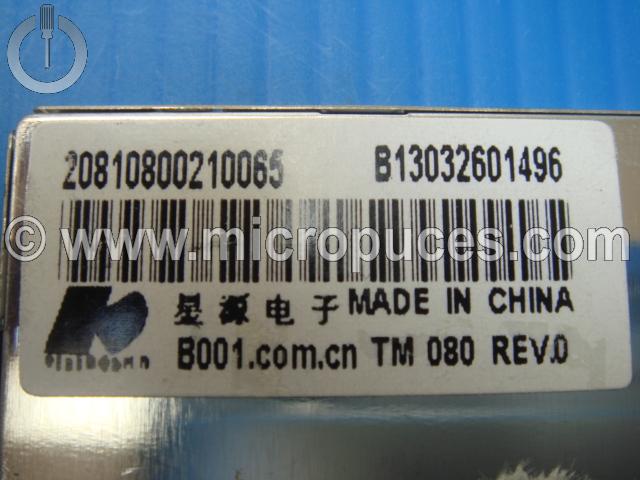 20810800210065 B13032601496
© www.micropuces.com
星源电子 MADE IN CHINA
B001.com.cn TM 080 REV.0